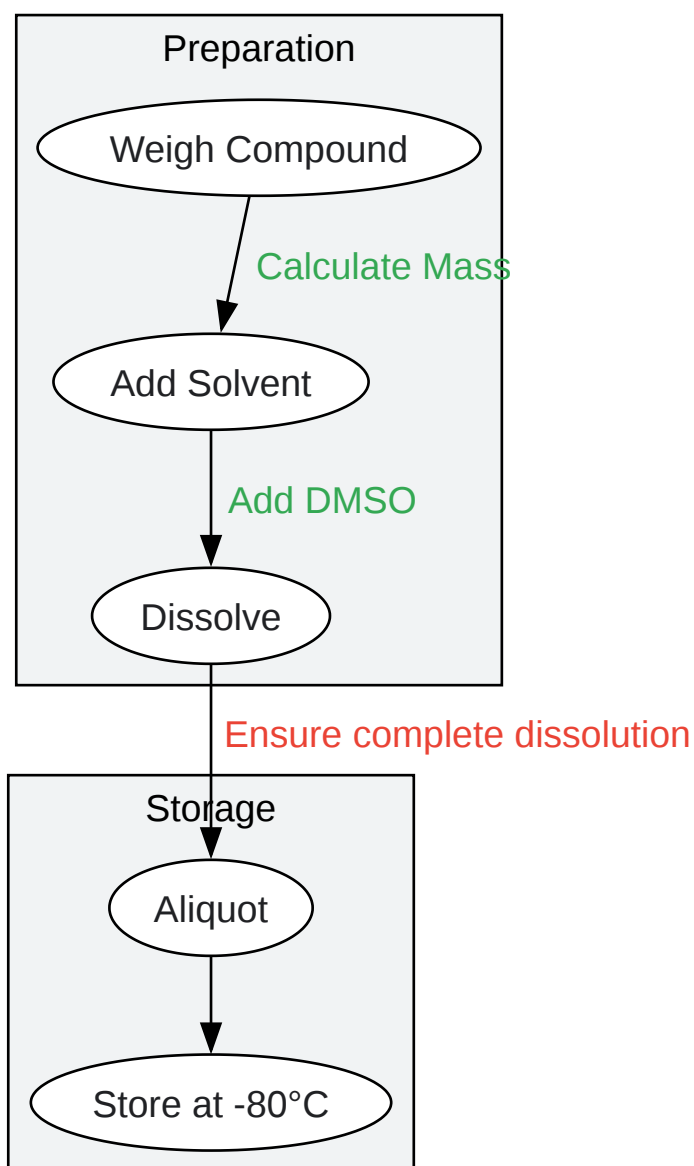 Preparation
Weigh Compound
Calculate Mass
Add Solvent
Add DMSO
Dissolve
Ensure complete dissolution
Storage
Aliquot
Store at -80°C